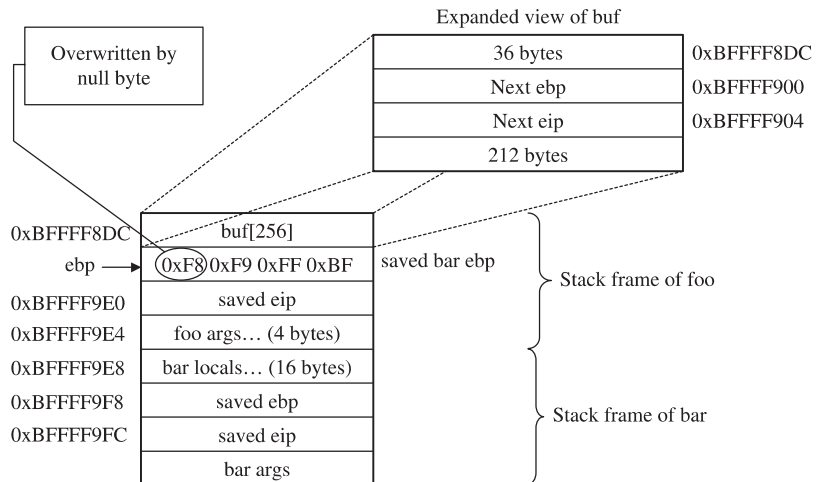 Expanded view of buf
Overwritten by
null byte
36 bytes 0xBFFFF8DC
Next ebp 0xBFFFF900
Next eip 0xBFFFF904
212 bytes
0xBFFFF8DC buf[256]
ebp 0xF8 0xF9 0xFF 0xBF saved bar ebp
Stack frame of foo
0xBFFFF9E0 saved eip
0xBFFFF9E4 foo args… (4 bytes)
0xBFFFF9E8 bar locals… (16 bytes)
0xBFFFF9F8 saved ebp
Stack frame of bar
0xBFFFF9FC saved eip
bar args